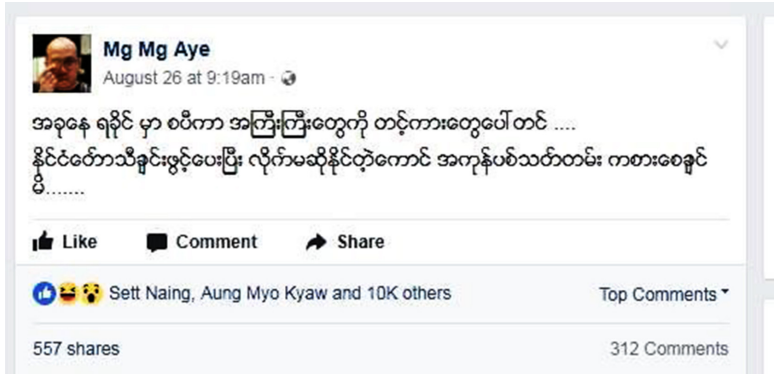 Mg Mg Aye
August 26 at 9:19am ·
အခုနေ ရခိုင် မှာ စပီကာ အကြီးကြီးတွေကို တင့်ကားတွေပေါ်တင် ....
နိုင်ငံတော်သီချင်းဖွင့်ပေးပြီး လိုက်မဆိုနိုင်တဲ့ကောင် အကုန်ပစ်သတ်တမ်း ကစားစေချင်
မိ.......
Like Comment Share
Sett Naing, Aung Myo Kyaw and 10K others Top Comments
557 shares 312 Comments